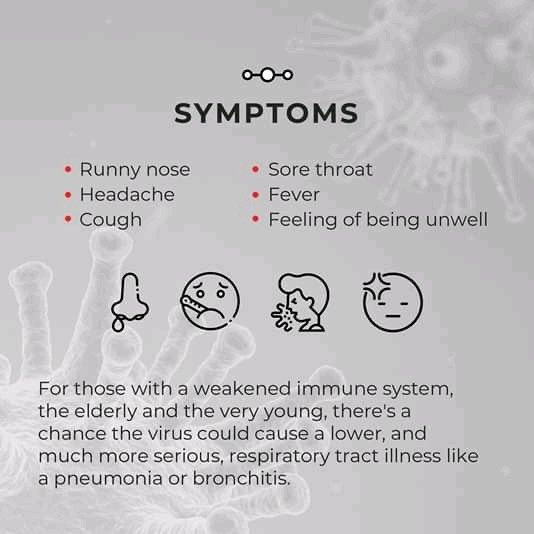 SYMPTOMS
• Runny nose
• Headache
• Cough
• Sore throat
• Fever
• Feeling of being unwell
For those with a weakened immune system,
the elderly and the very young, there's a
chance the virus could cause a lower, and
much more serious, respiratory tract illness like
a pneumonia or bronchitis.